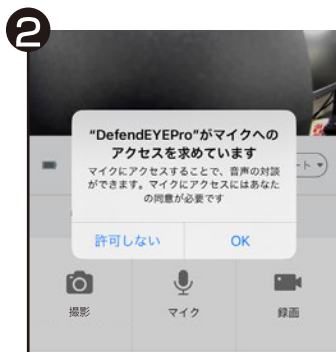 2
"DefendEYEPro"がマイクへの
アクセスを求めています
マイクにアクセスすることで、音声の対談
ができます。マイクにアクセスにはあなた
の同意が必要です
ート
許可しない
OK
撮影
マイク
録画